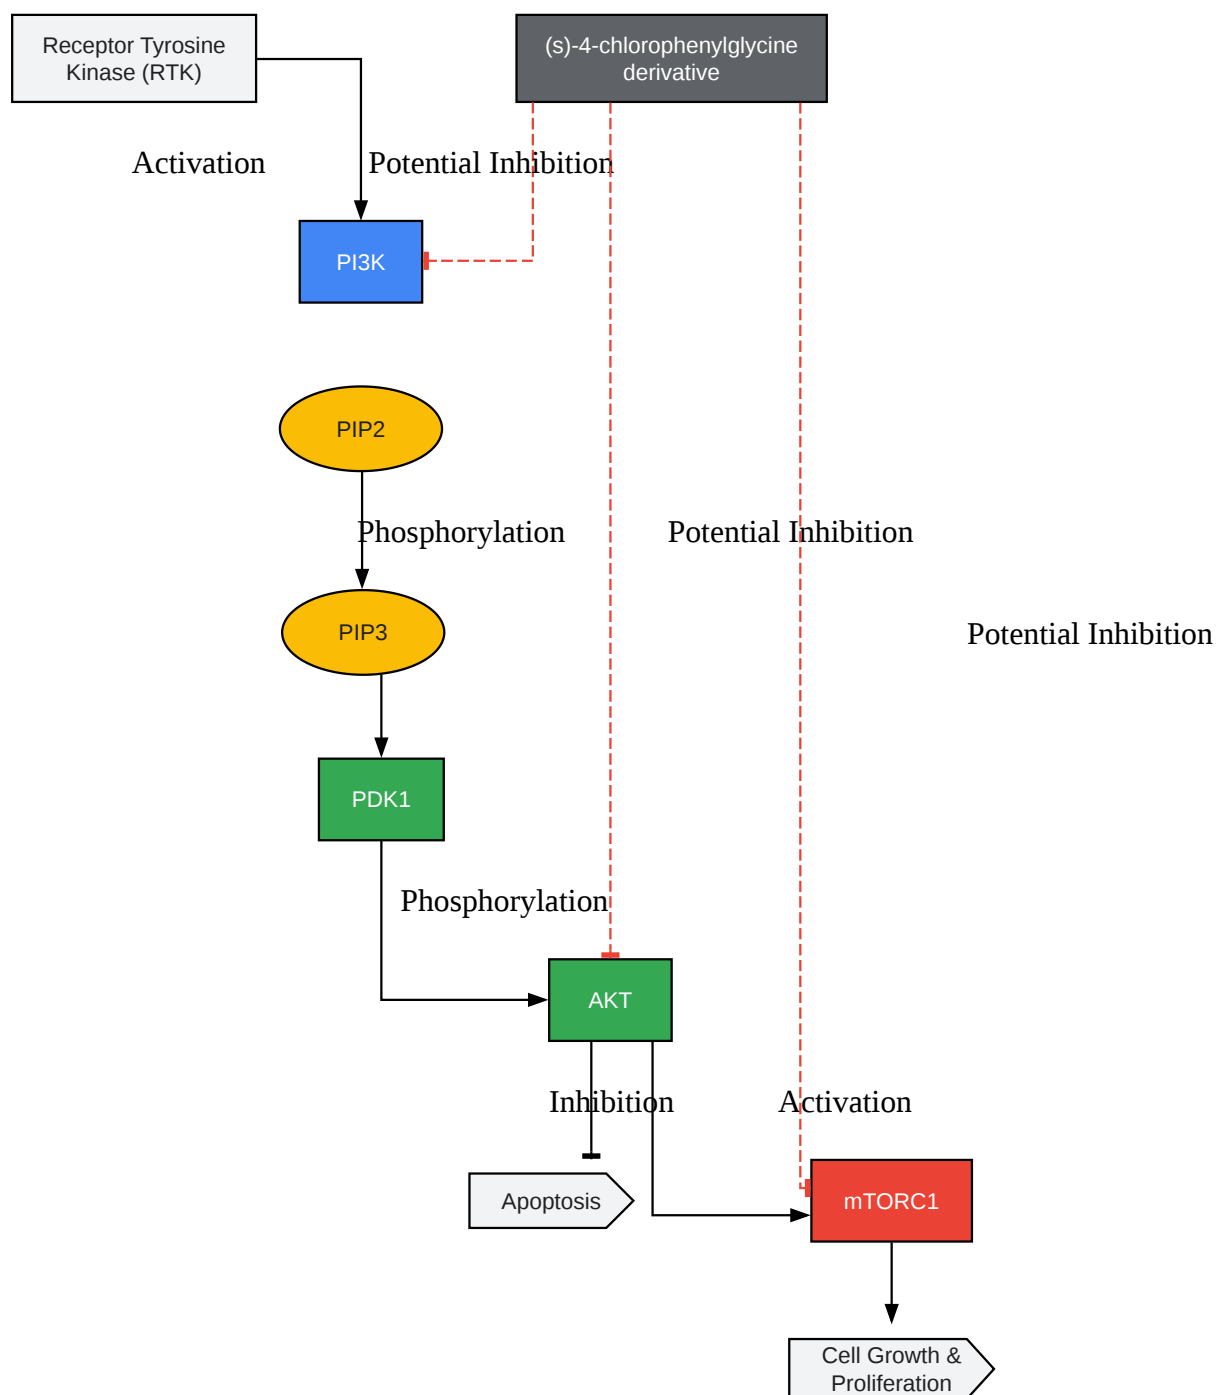 Receptor Tyrosine
Kinase (RTK)
(s)-4-chlorophenylglycine
derivative
Activation
Potential Inhibition
PI3K
PIP2
Phosphorylation
Potential Inhibition
PIP3
Potential Inhibition
PDK1
Phosphorylation
AKT
Inhibition
Activation
Apoptosis
mTORC1
Cell Growth &
Proliferation